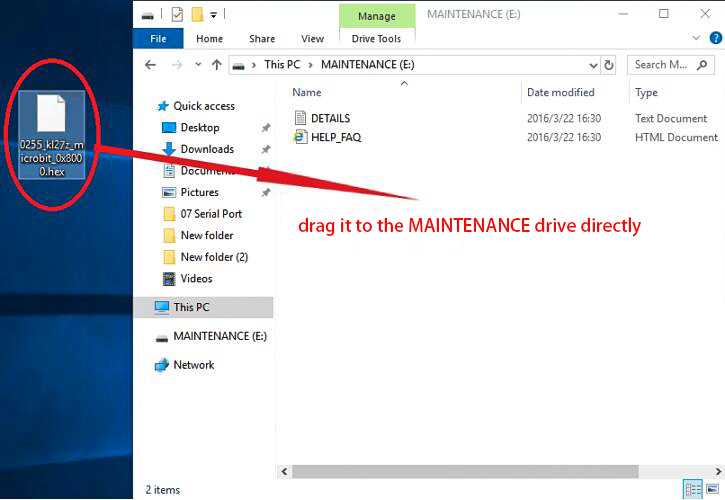 0255_kl27z_m
icrobit_0x800
0.hex
Manage
MAINTENANCE (E:)
File
Home
Share
View
Drive Tools
This PC > MAINTENANCE (E:)
Search M...
Name
Date modified
Type
DETAILS
2016/3/22 16:30
Text Document
HELP_FAQ
2016/3/22 16:30
HTML Document
Quick access
Desktop
Downloads
Documents
Pictures
07 Serial Port
New folder
New folder (2)
Videos
This PC
MAINTENANCE (E:)
Network
drag it to the MAINTENANCE drive directly
2 items